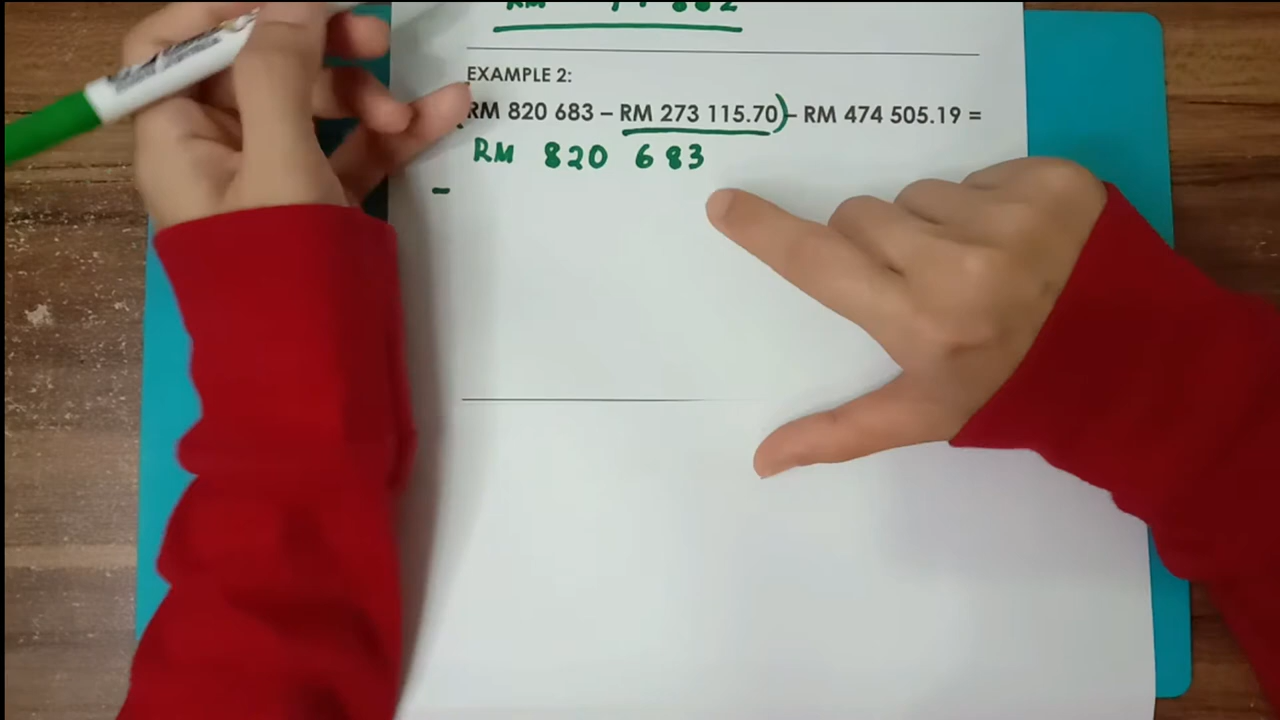 EXAMPLE 2:
RM 820 683 – RM 273 115.70) – RM 474 505.19 =
RM 820 683
-